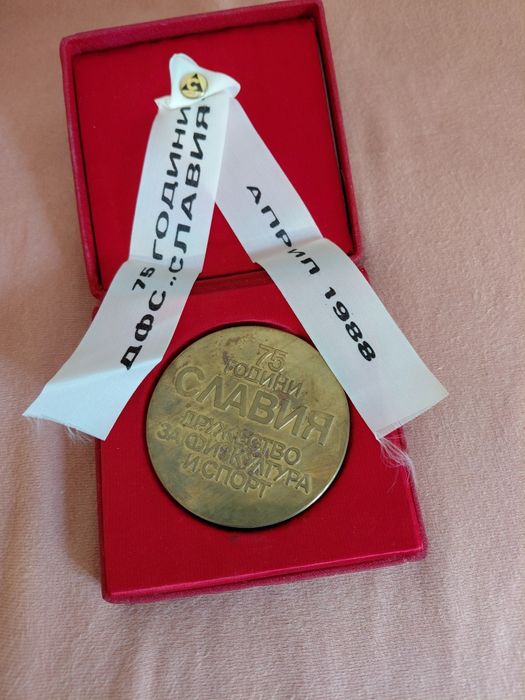 75 ГОДИНИ
ДФС „СЛАВИЯ
АПРИЛ 1988
75
ГОДИНИ
СЛАВИЯ
ДРУЖЕСТВО
ЗА ФИЗКУЛТУРА
И СПОРТ